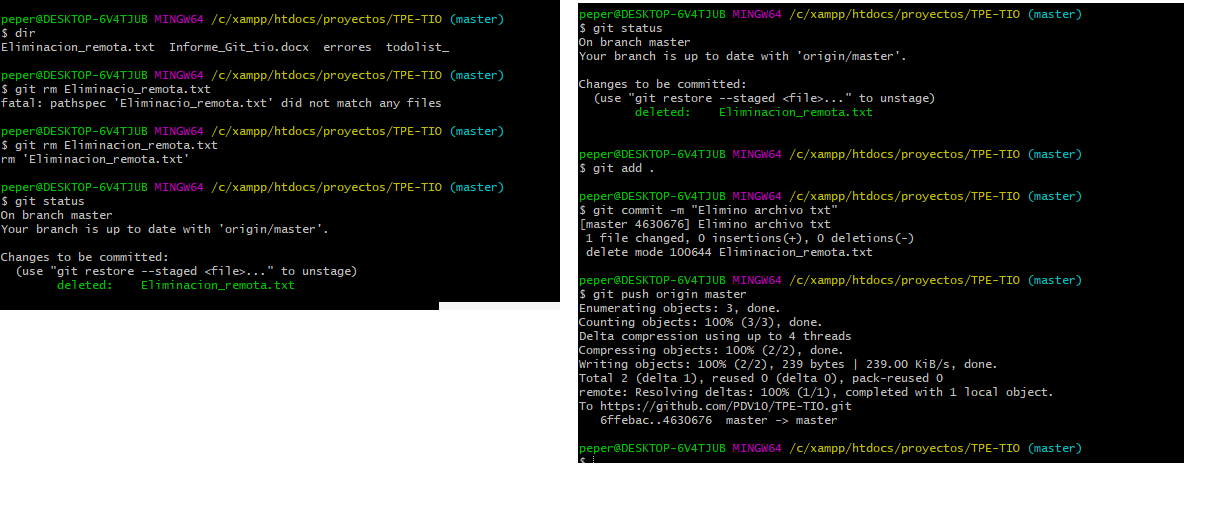 peper@DESKTOP-6V4TJUB MINGW64 /c/xampp/htdocs/proyectos/TPE-TIO (master)
$ dir
Eliminacion_remota.txt  Informe_Git_tio.docx  errores  todolist_
peper@DESKTOP-6V4TJUB MINGW64 /c/xampp/htdocs/proyectos/TPE-TIO (master)
$ git rm Eliminacio_remota.txt
fatal: pathspec 'Eliminacio_remota.txt' did not match any files
peper@DESKTOP-6V4TJUB MINGW64 /c/xampp/htdocs/proyectos/TPE-TIO (master)
$ git rm Eliminacion_remota.txt
rm 'Eliminacion_remota.txt'
peper@DESKTOP-6V4TJUB MINGW64 /c/xampp/htdocs/proyectos/TPE-TIO (master)
$ git status
On branch master
Your branch is up to date with 'origin/master'.
Changes to be committed:
  (use "git restore --staged <file>..." to unstage)
        deleted:    Eliminacion_remota.txt
peper@DESKTOP-6V4TJUB MINGW64 /c/xampp/htdocs/proyectos/TPE-TIO (master)
$ git status
On branch master
Your branch is up to date with 'origin/master'.
Changes to be committed:
  (use "git restore --staged <file>..." to unstage)
        deleted:    Eliminacion_remota.txt
peper@DESKTOP-6V4TJUB MINGW64 /c/xampp/htdocs/proyectos/TPE-TIO (master)
$ git add .
peper@DESKTOP-6V4TJUB MINGW64 /c/xampp/htdocs/proyectos/TPE-TIO (master)
$ git commit -m "Elimino archivo txt"
[master 4630676] Elimino archivo txt
 1 file changed, 0 insertions(+), 0 deletions(-)
 delete mode 100644 Eliminacion_remota.txt
peper@DESKTOP-6V4TJUB MINGW64 /c/xampp/htdocs/proyectos/TPE-TIO (master)
$ git push origin master
Enumerating objects: 3, done.
Counting objects: 100% (3/3), done.
Delta compression using up to 4 threads
Compressing objects: 100% (2/2), done.
Writing objects: 100% (2/2), 239 bytes | 239.00 KiB/s, done.
Total 2 (delta 1), reused 0 (delta 0), pack-reused 0
remote: Resolving deltas: 100% (1/1), completed with 1 local object.
To https://github.com/PDV10/TPE-TIO.git
   6ffebac..4630676  master -> master
peper@DESKTOP-6V4TJUB MINGW64 /c/xampp/htdocs/proyectos/TPE-TIO (master)
$